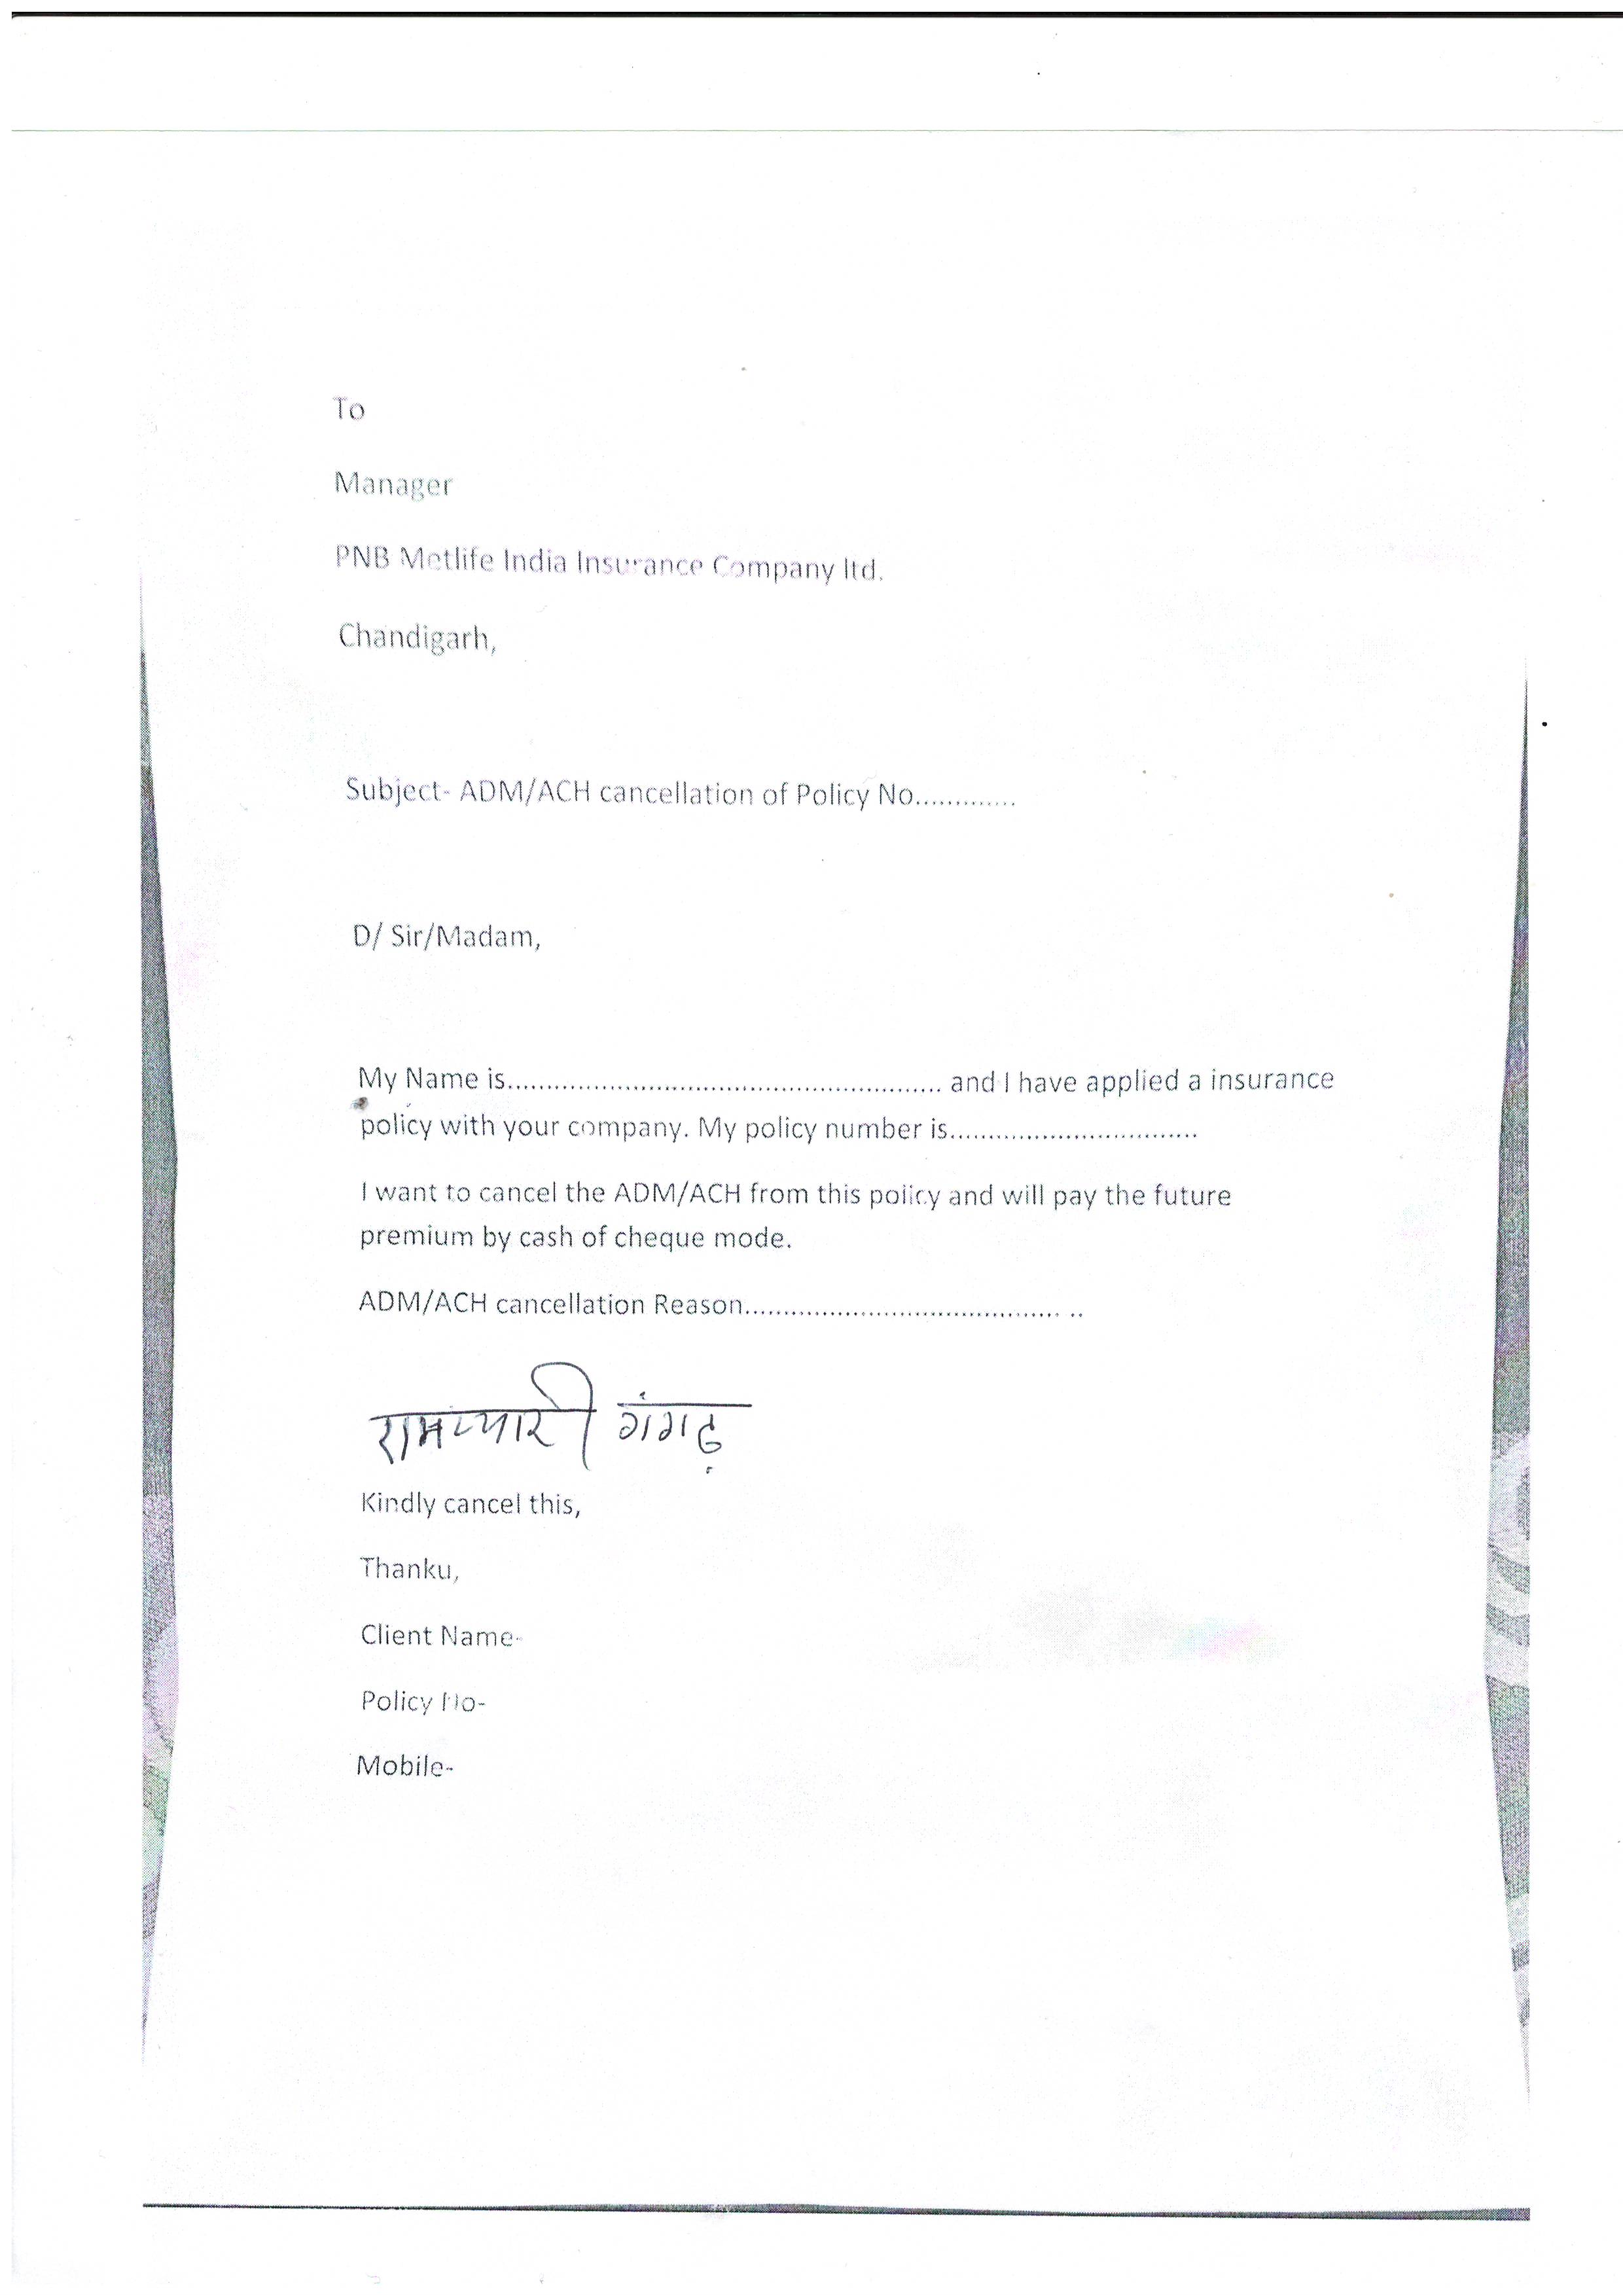 To
Manager
PNB Metlife India Insurance Company ltd.
Chandigarh,
Subject- ADM/ACH cancellation of Policy No.............
D/ Sir/Madam,
My Name is....................................................... and I have applied a insurance
policy with your company. My policy number is................................
I want to cancel the ADM/ACH from this policy and will pay the future
premium by cash of cheque mode.
ADM/ACH cancellation Reason........................................ ..
रामप्यारी गंगढ़
Kindly cancel this,
Thanku,
Client Name-
Policy No-
Mobile-